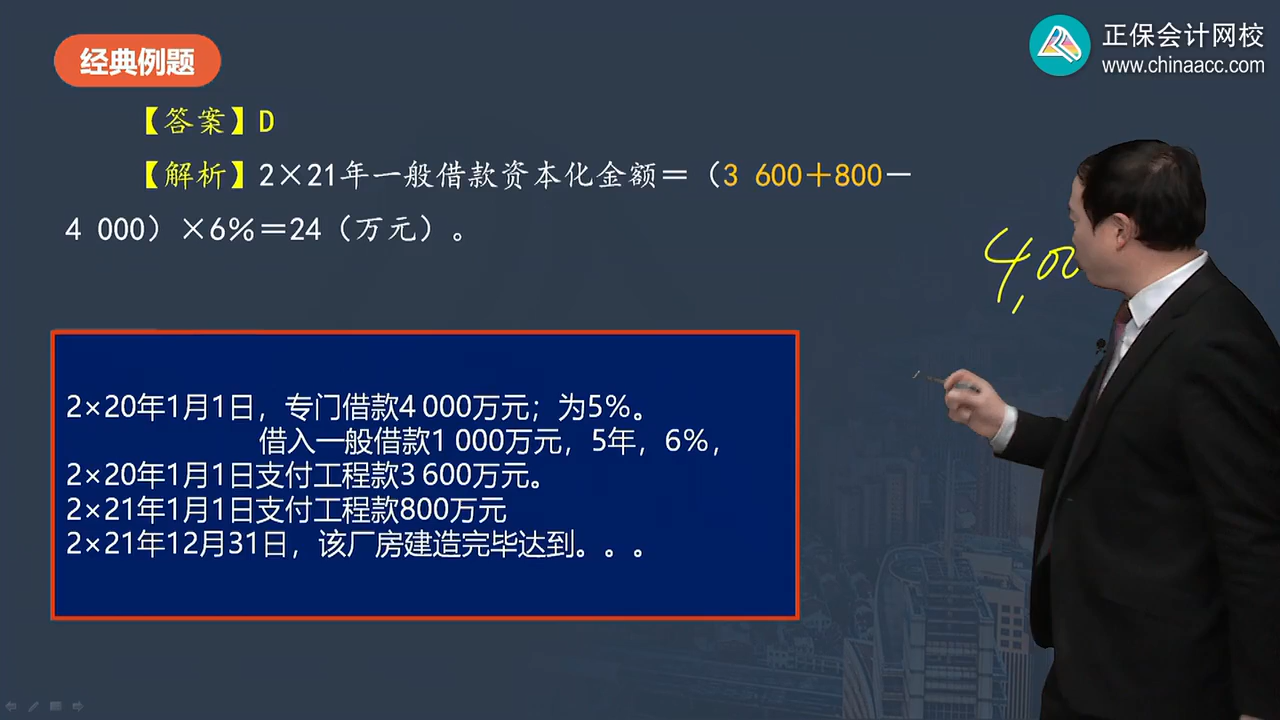 正保会计网校
www.chinaacc.com
经典例题
【答案】D
【解析】2×21年一般借款资本化金额＝（3 600＋800－
4 000）×6%＝24（万元）。
4,00
2×20年1月1日，专门借款4 000万元；为5%。
借入一般借款1 000万元，5年，6%，
2×20年1月1日支付工程款3 600万元。
2×21年1月1日支付工程款800万元
2×21年12月31日，该厂房建造完毕达到。。。